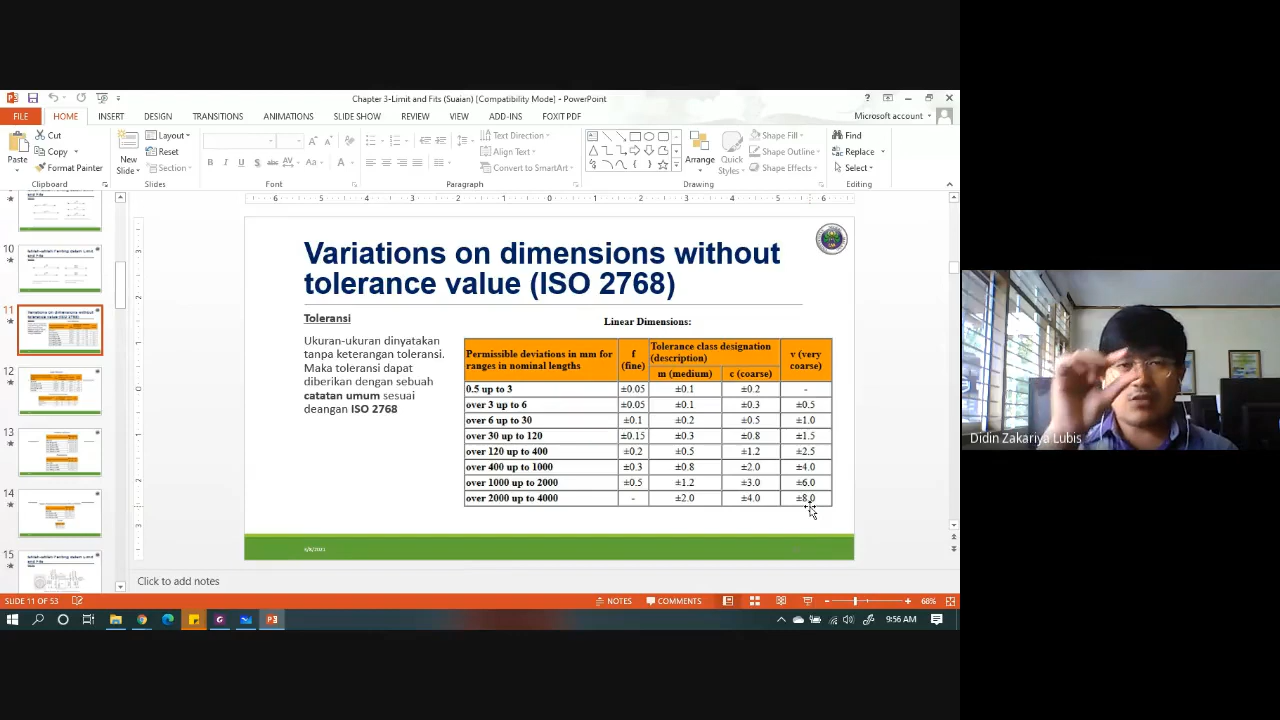 Chapter 3-Limit and Fits (Suaian) [Compatibility Mode] - PowerPoint
FILE HOME INSERT DESIGN TRANSITIONS ANIMATIONS SLIDE SHOW REVIEW VIEW ADD-INS FOXIT PDF Microsoft account
Paste
Cut
Copy
Format Painter
Clipboard
New
Slide
Layout
Reset
Section
Slides
Font
Text Direction
Align Text
Convert to SmartArt
Paragraph
Arrange
Quick
Styles
Shape Fill
Shape Outline
Shape Effects
Drawing
Find
Replace
Select
Editing
10
11
12
13
14
15
Variations on dimensions without
tolerance value (ISO 2768)
Toleransi
Ukuran-ukuran dinyatakan
tanpa keterangan toleransi.
Maka toleransi dapat
diberikan dengan sebuah
catatan umum sesuai
deangan ISO 2768
Linear Dimensions:
Permissible deviations in mm for
ranges in nominal lengths
f
(fine)
Tolerance class designation
(description)
m (medium) c (coarse)
v (very
coarse)
0.5 up to 3 ±0.05 ±0.1 ±0.2 -
over 3 up to 6 ±0.05 ±0.1 ±0.3 ±0.5
over 6 up to 30 ±0.1 ±0.2 ±0.5 ±1.0
over 30 up to 120 ±0.15 ±0.3 ±0.8 ±1.5
over 120 up to 400 ±0.2 ±0.5 ±1.2 ±2.5
over 400 up to 1000 ±0.3 ±0.8 ±2.0 ±4.0
over 1000 up to 2000 ±0.5 ±1.2 ±3.0 ±6.0
over 2000 up to 4000 - ±2.0 ±4.0 ±8.0
Click to add notes
SLIDE 11 OF 53 NOTES COMMENTS 68%
9:56 AM
Didin Zakariya Lubis